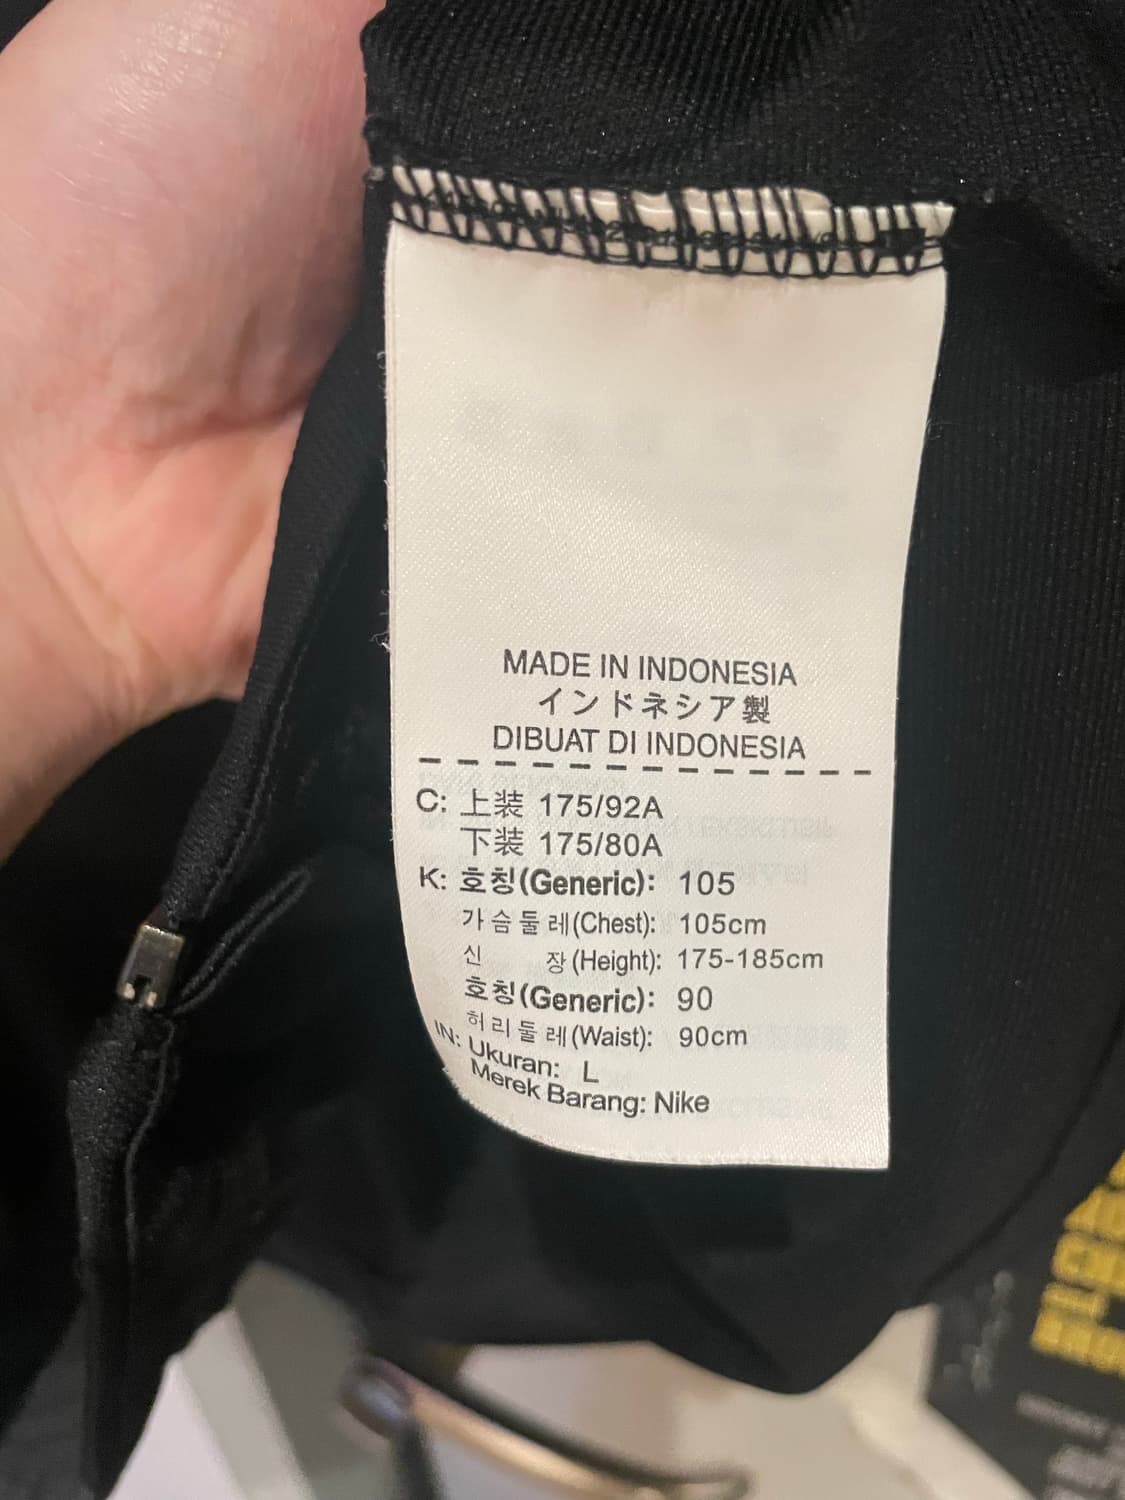 MADE IN INDONESIA
インドネシア製
DIBUAT DI INDONESIA
C: 上装 175/92A
下装 175/80A
K: 호칭(Generic): 105
가슴둘레(Chest): 105cm
신 장(Height): 175-185cm
호칭(Generic): 90
허리둘레(Waist): 90cm
IN: Ukuran: L
Merek Barang: Nike